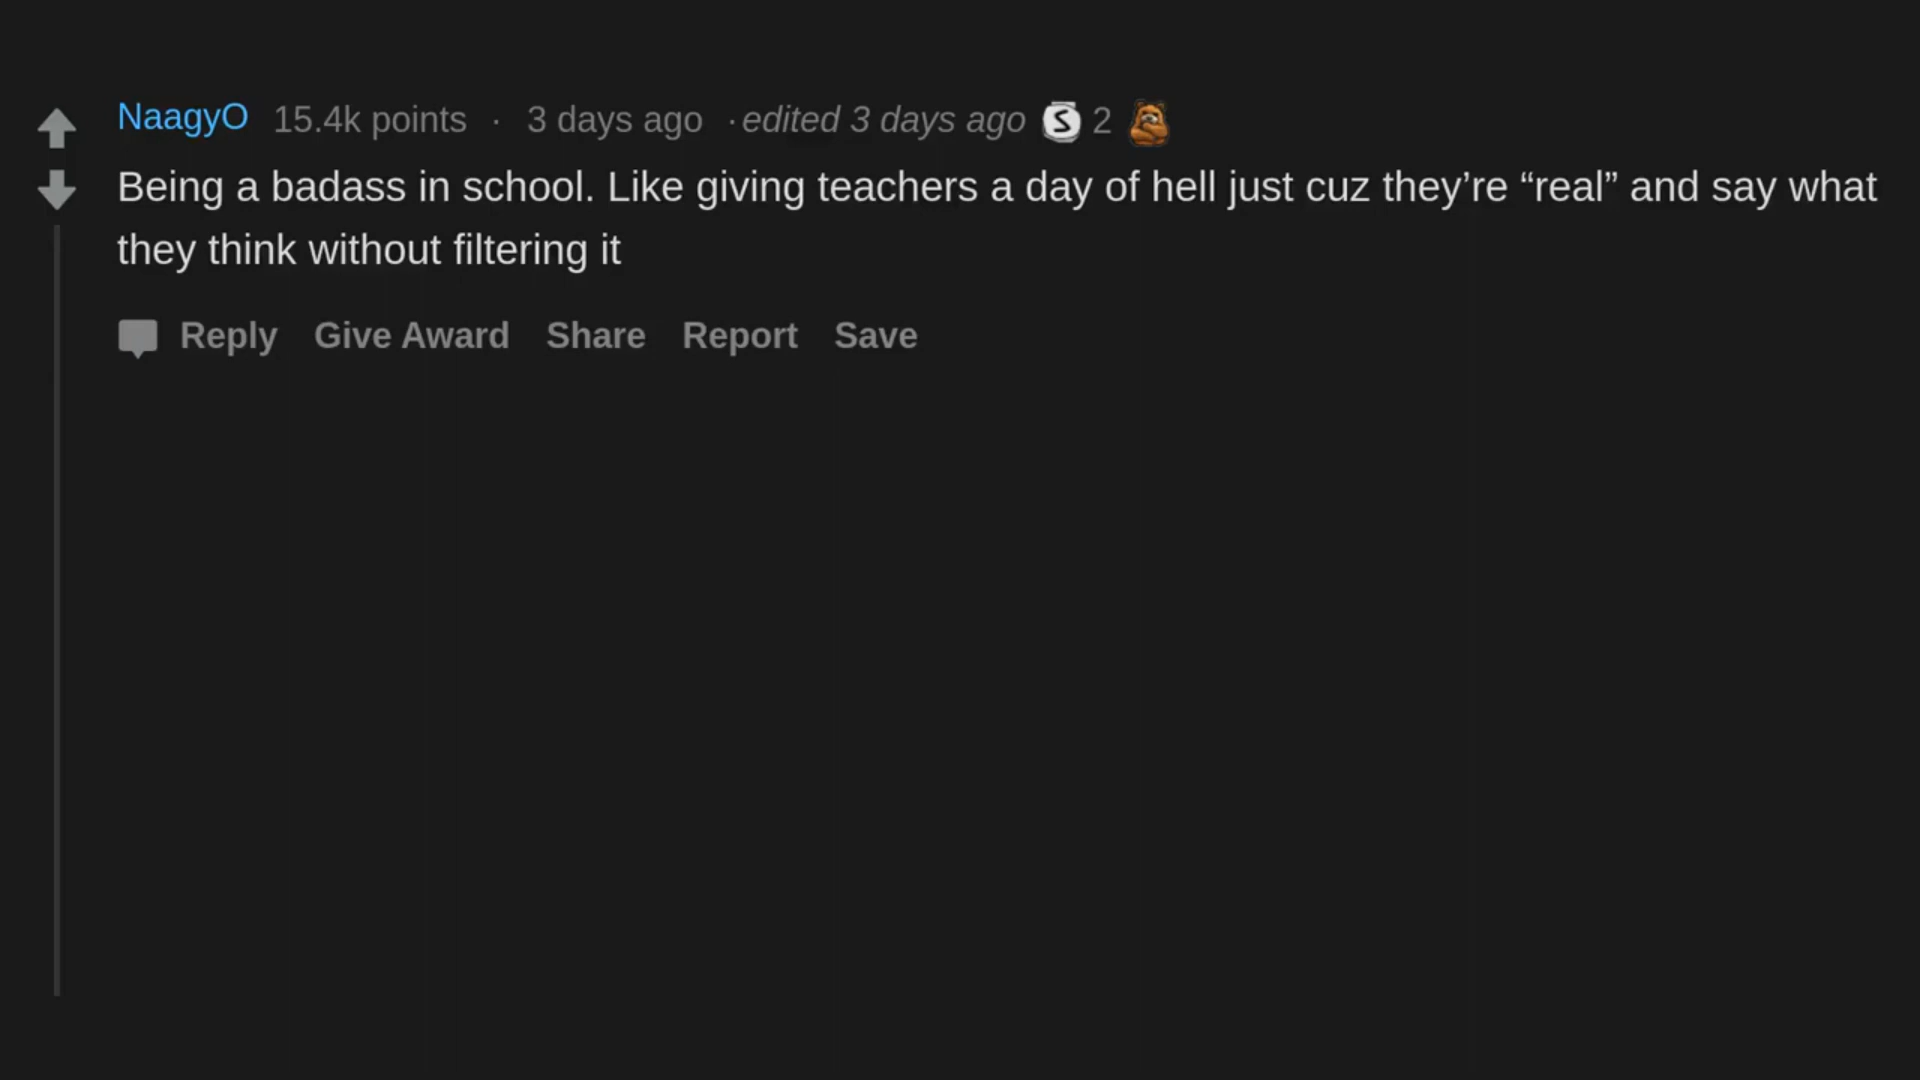 NaagyO 15.4k points · 3 days ago · edited 3 days ago S 2
Being a badass in school. Like giving teachers a day of hell just cuz they’re “real” and say what
they think without filtering it
Reply Give Award Share Report Save